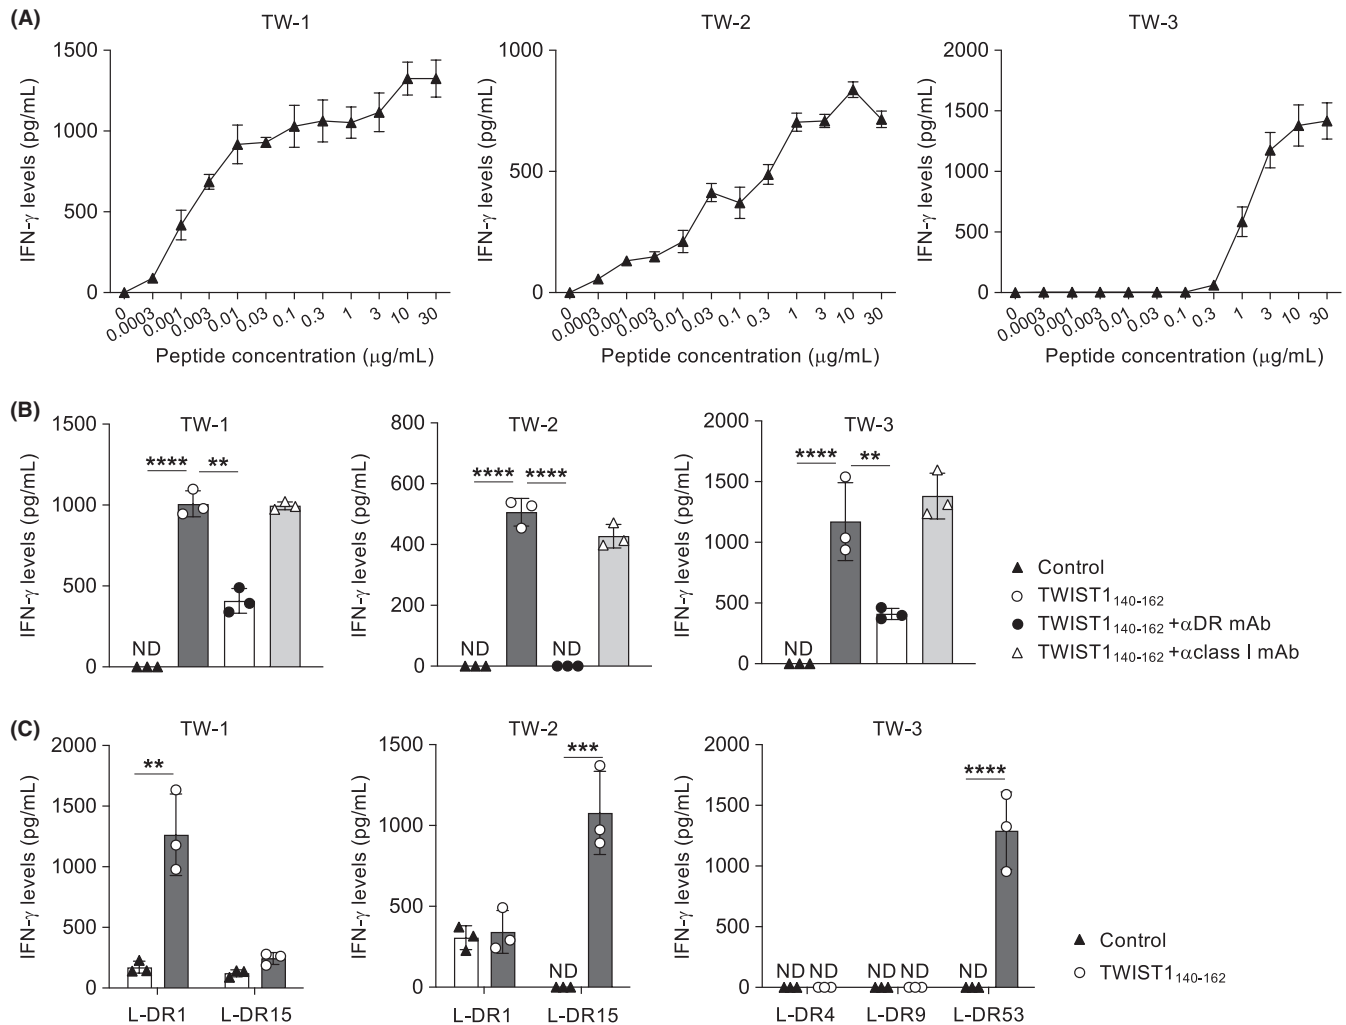 (A)
TW-1
TW-2
TW-3
IFN-γ levels (pg/mL)
1500
1000
500
0
0 0.0003 0.001 0.003 0.01 0.03 0.1 0.3 1 3 10 30
Peptide concentration (μg/mL)
IFN-γ levels (pg/mL)
1000
500
0
0 0.0003 0.001 0.003 0.01 0.03 0.1 0.3 1 3 10 30
Peptide concentration (μg/mL)
IFN-γ levels (pg/mL)
2000
1500
1000
500
0
0 0.0003 0.001 0.003 0.01 0.03 0.1 0.3 1 3 10 30
Peptide concentration (μg/mL)
(B)
TW-1
IFN-γ levels (pg/mL)
1500
1000
500
0
**** **
ND
TW-2
IFN-γ levels (pg/mL)
800
600
400
200
0
**** ****
ND ND
TW-3
IFN-γ levels (pg/mL)
2000
1500
1000
500
0
**** **
ND
Control
TWIST1140-162
TWIST1140-162 +αDR mAb
TWIST1140-162 +αclass I mAb
(C)
TW-1
IFN-γ levels (pg/mL)
2000
1500
1000
500
0
**
L-DR1 L-DR15
TW-2
IFN-γ levels (pg/mL)
1500
1000
500
0
***
ND
L-DR1 L-DR15
TW-3
IFN-γ levels (pg/mL)
2000
1500
1000
500
0
****
ND ND ND ND ND
L-DR4 L-DR9 L-DR53
Control
TWIST1140-162